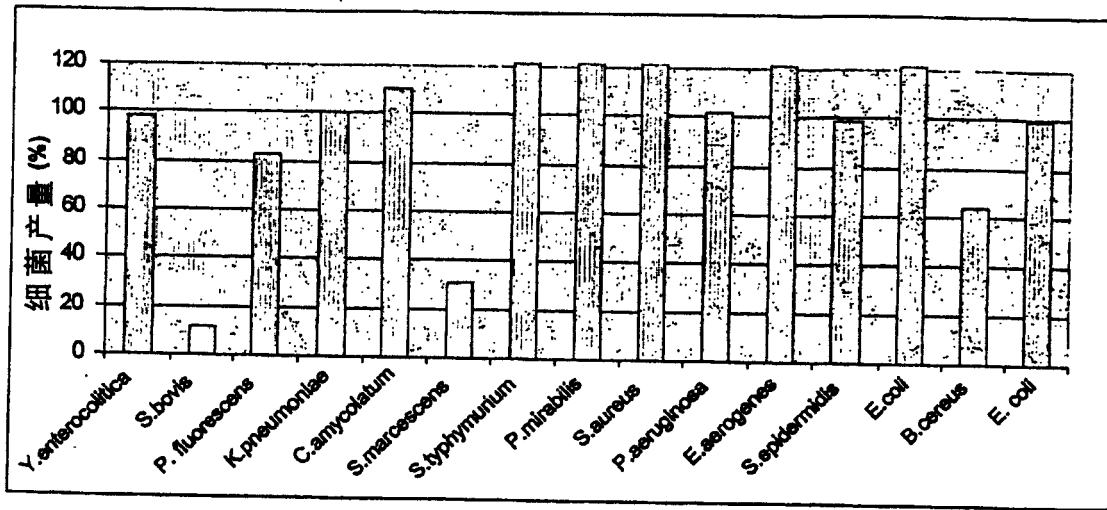 细菌产量 (%)
120
100
80
60
40
20
0
Y.enterocolitica
S.bovis
P. fluorescens
K.pneumoniae
C.amycolatum
S.marcescens
S.typhymurium
P.mirabilis
S.aureus
P.aeruginosa
E.aerogenes
S.epidermidis
E.coli
B.cereus
E. coli